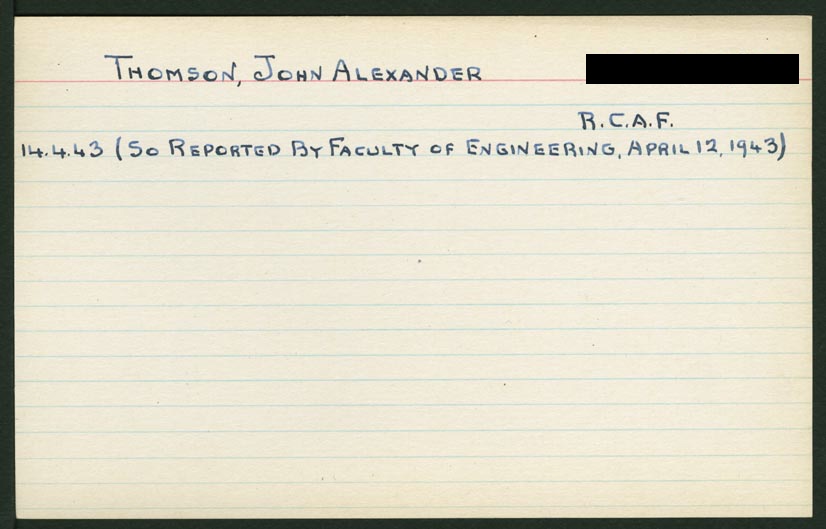 THOMSON, JOHN ALEXANDER
R.C.A.F.
14.4.43 (SO REPORTED BY FACULTY OF ENGINEERING, APRIL 12, 1943)